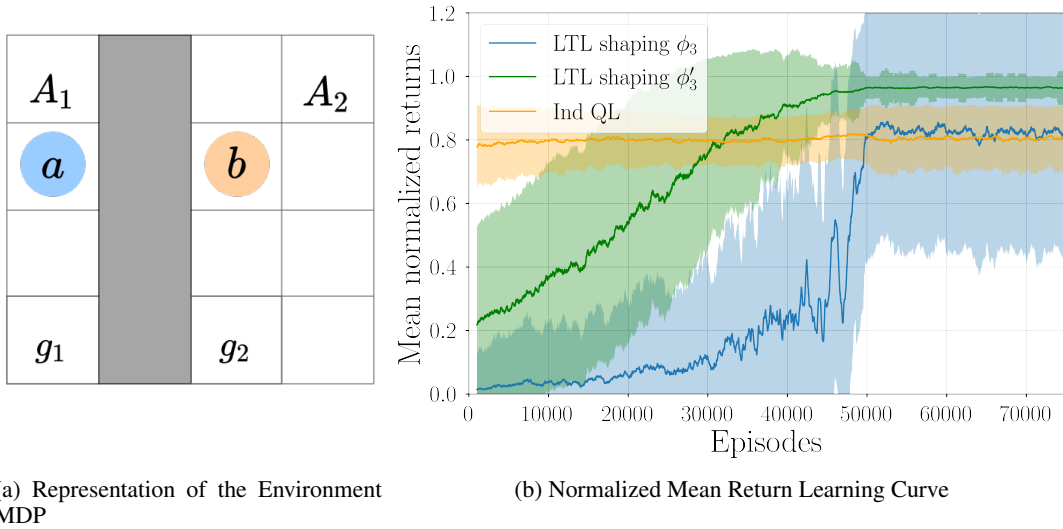 A₁
A₂
a
b
g₁
g₂
(a) Representation of the Environment
MDP
1.2
1.0
0.8
0.6
0.4
0.2
0.0
Mean normalized returns
LTL shaping ϕ₃
LTL shaping ϕ₃′
Ind QL
0 10000 20000 30000 40000 50000 60000 70000
Episodes
(b) Normalized Mean Return Learning Curve